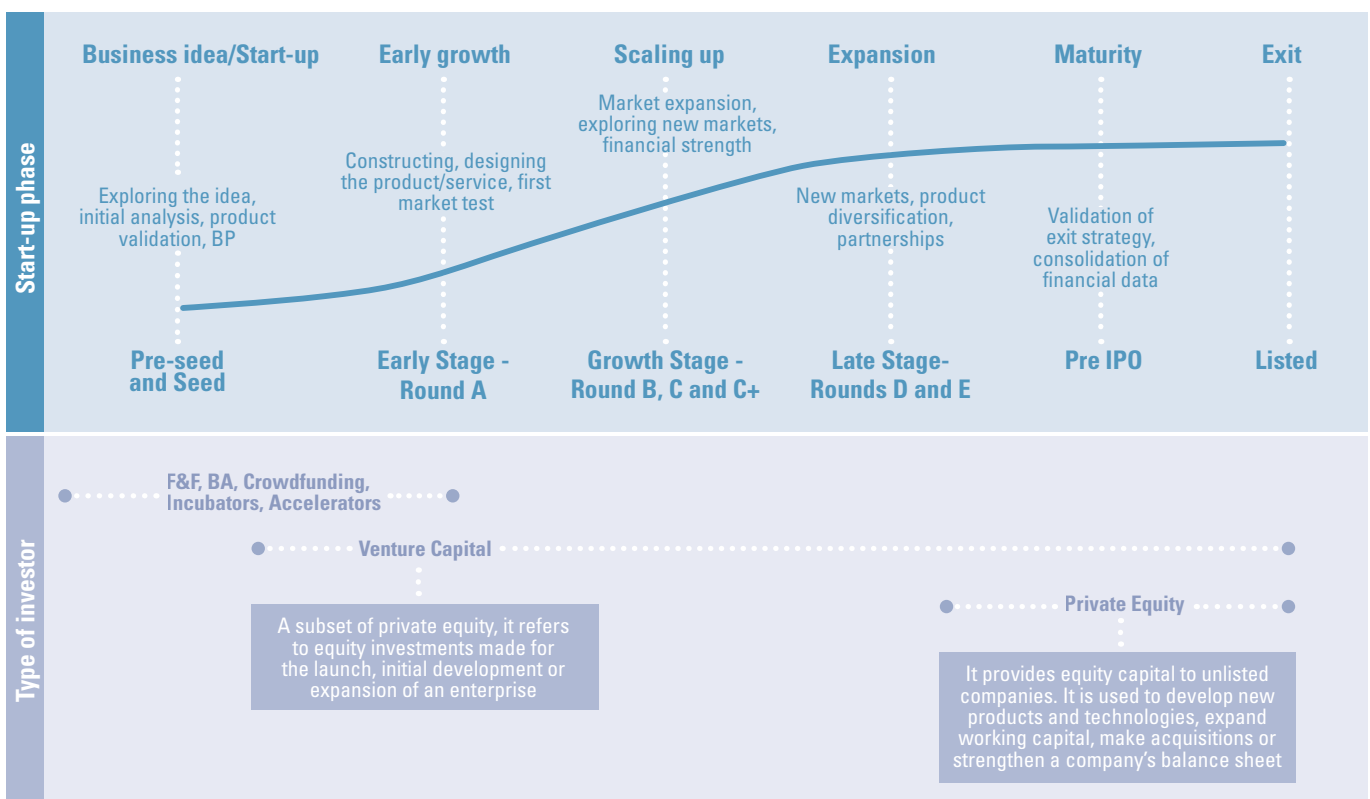 Start-up phase
Business idea/Start-up
Exploring the idea,
initial analysis, product
validation, BP
Pre-seed
and Seed
Early growth
Constructing, designing
the product/service, first
market test
Early Stage -
Round A
Scaling up
Market expansion,
exploring new markets,
financial strength
Growth Stage -
Round B, C and C+
Expansion
New markets, product
diversification,
partnerships
Late Stage-
Rounds D and E
Maturity
Validation of
exit strategy,
consolidation of
financial data
Pre IPO
Exit
Listed
Type of investor
F&F, BA, Crowdfunding,
Incubators, Accelerators
Venture Capital
A subset of private equity, it refers
to equity investments made for
the launch, initial development or
expansion of an enterprise
Private Equity
It provides equity capital to unlisted
companies. It is used to develop new
products and technologies, expand
working capital, make acquisitions or
strengthen a company's balance sheet